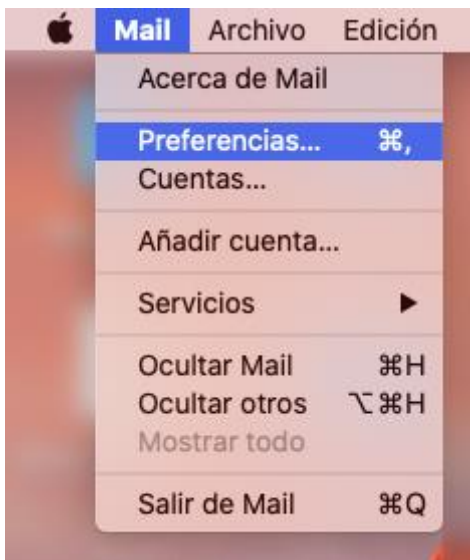 Mail Archivo Edición
Acerca de Mail
Preferencias... ⌘,
Cuentas...
Añadir cuenta...
Servicios ▶
Ocultar Mail ⌘H
Ocultar otros ⌥⌘H
Mostrar todo
Salir de Mail ⌘Q